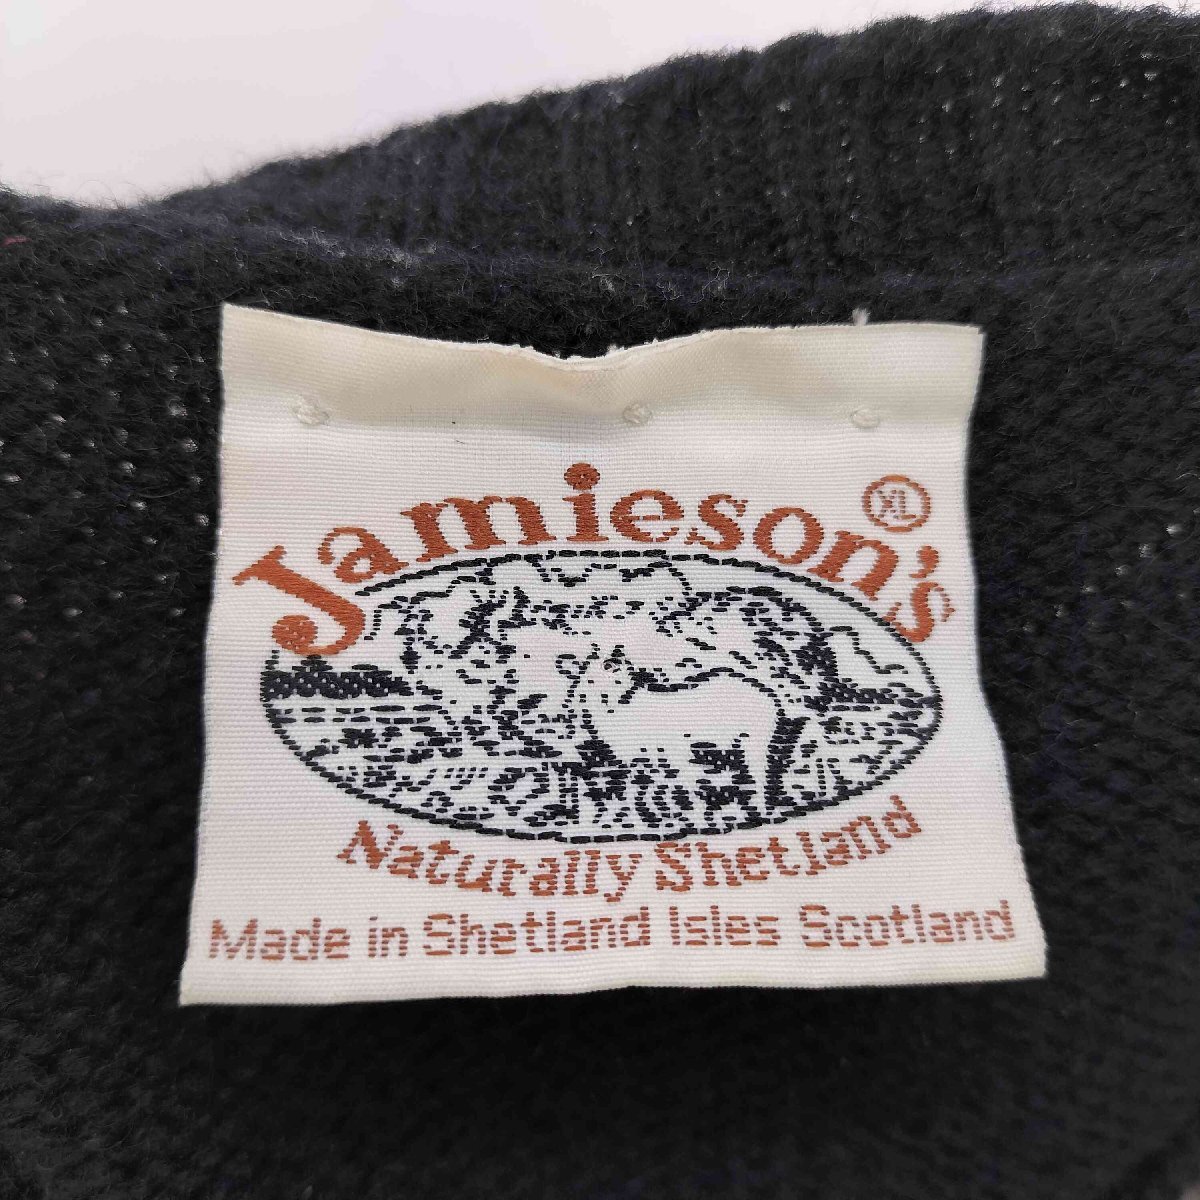 Jamieson's
XL
Naturally Shetland
Made in Shetland Isles Scotland